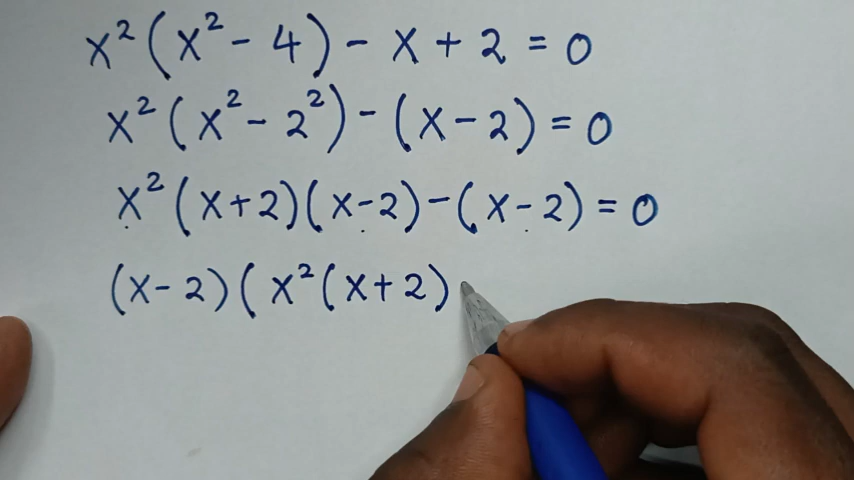 x²(x² - 4) - x + 2 = 0
x²(x² - 2²) - (x - 2) = 0
x²(x+2)(x-2) - (x-2) = 0
(x-2)(x²(x+2)